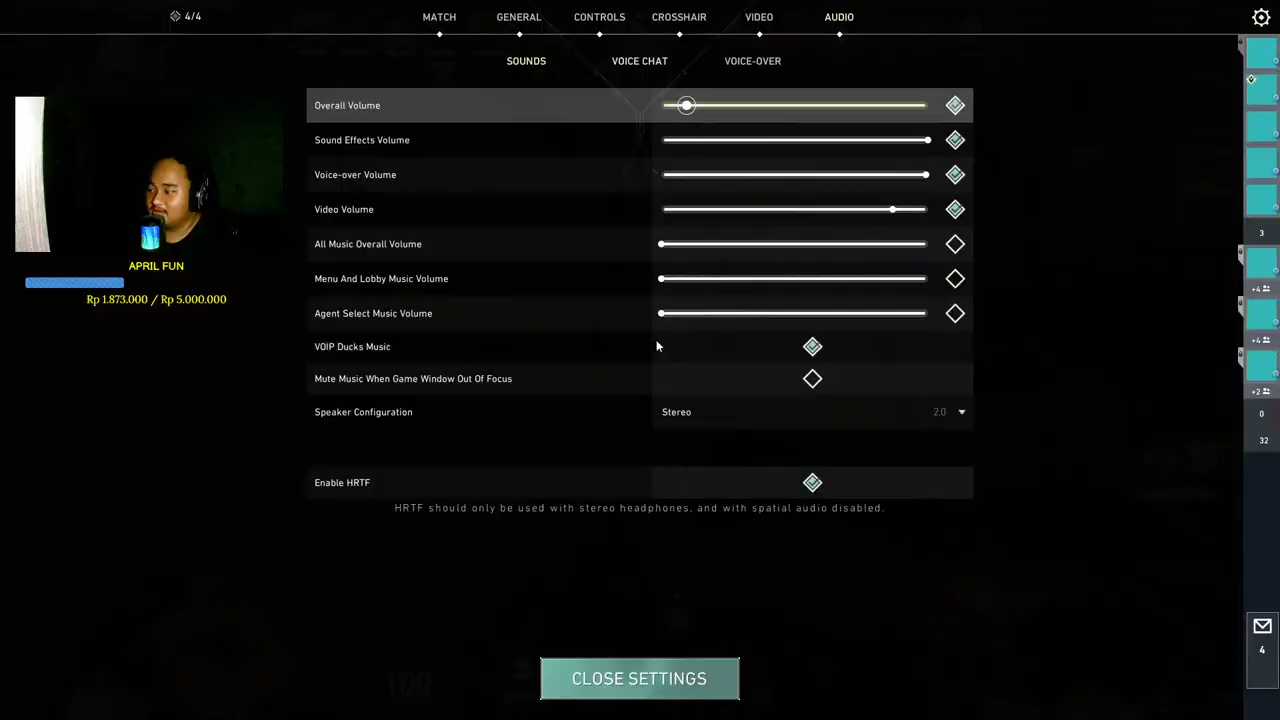 4/4
MATCH GENERAL CONTROLS CROSSHAIR VIDEO AUDIO
SOUNDS VOICE CHAT VOICE-OVER
Overall Volume
Sound Effects Volume
Voice-over Volume
Video Volume
All Music Overall Volume
Menu And Lobby Music Volume
Agent Select Music Volume
VOIP Ducks Music
Mute Music When Game Window Out Of Focus
Speaker Configuration Stereo 2.0
Enable HRTF
HRTF should only be used with stereo headphones, and with spatial audio disabled.
CLOSE SETTINGS
APRIL FUN
Rp 1.873.000 / Rp 5.000.000
3
+4
+4
+2
0
32
4